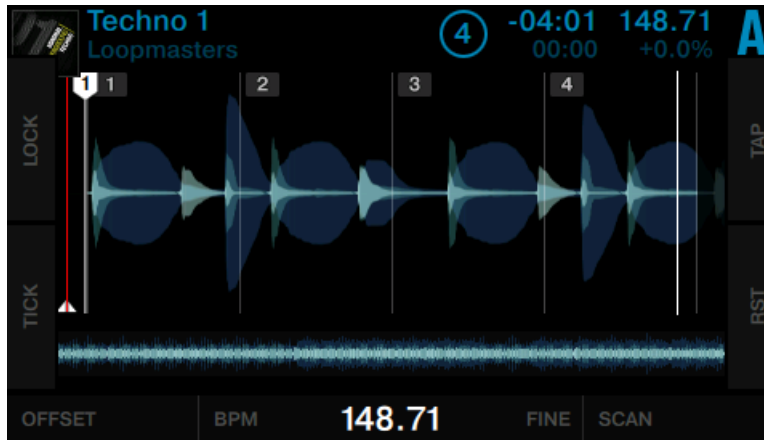 Techno 1
Loopmasters
4
-04:01 148.71
00:00 +0.0%
A
1 1 2 3 4
LOCK
TAP
TICK
RST
OFFSET BPM 148.71 FINE SCAN